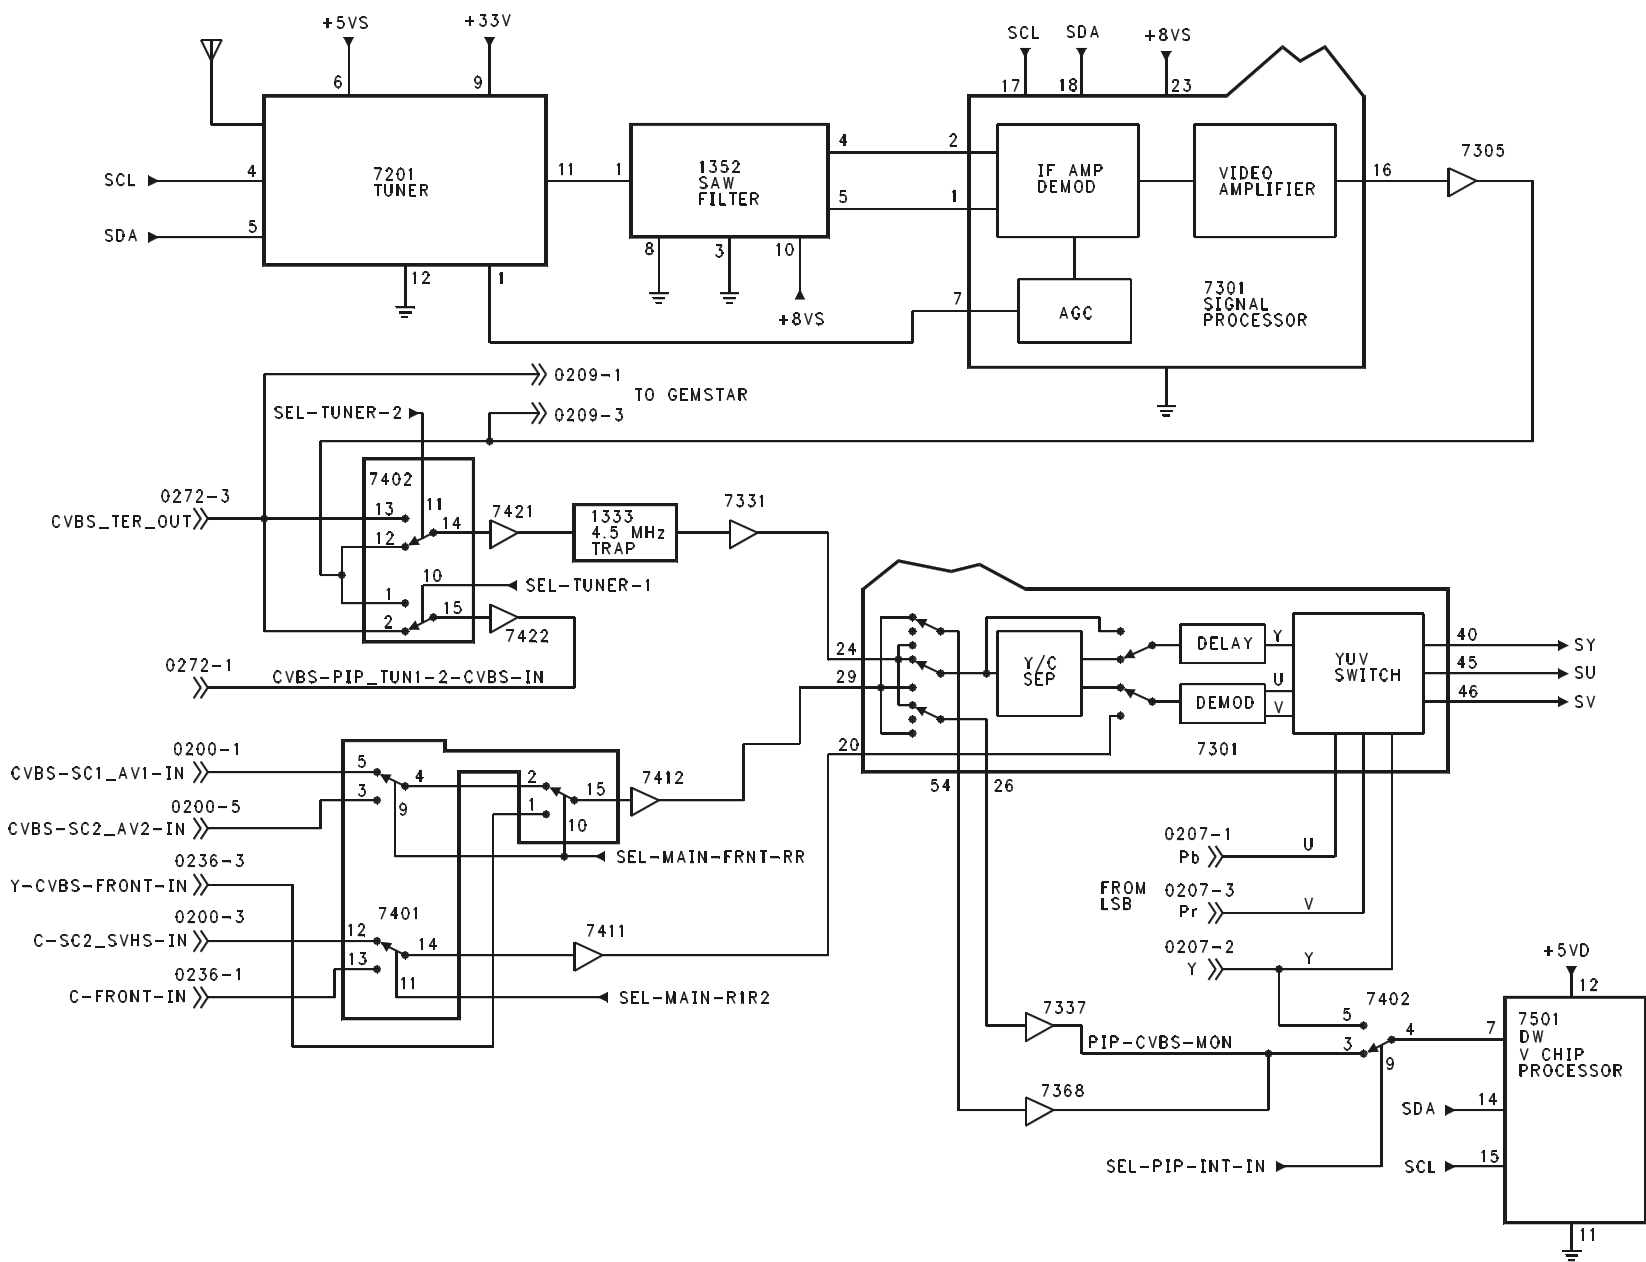 +5VS
+33V
6
9
7201
TUNER
SCL
4
SDA
5
11
12
1
1
1352
SAW
FILTER
4
5
8
3
10
+8VS
SCL
SDA
+8VS
17
18
23
2
1
7
IF AMP
DEMOD
VIDEO
AMPLIFIER
AGC
7301
SIGNAL
PROCESSOR
16
7305
0209-1
TO GEMSTAR
0209-3
SEL-TUNER-2
7402
0272-3
CVBS_TER_OUT
13
11
14
12
7421
1333
4.5 MHz
TRAP
7331
10
SEL-TUNER-1
1
15
2
7422
0272-1
CVBS-PIP_TUN1-2-CVBS-IN
24
29
20
Y/C
SEP
DELAY
Y
DEMOD
U
V
YUV
SWITCH
7301
40
SY
45
SU
46
SV
54
26
0200-1
CVBS-SC1_AV1-IN
5
4
3
9
2
1
15
10
7412
0200-5
CVBS-SC2_AV2-IN
SEL-MAIN-FRNT-RR
0236-3
Y-CVBS-FRONT-IN
0200-3
C-SC2_SVHS-IN
7401
12
14
13
11
7411
0236-1
C-FRONT-IN
SEL-MAIN-R1R2
0207-1
Pb
U
FROM
LSB
0207-3
Pr
V
0207-2
Y
Y
7337
PIP-CVBS-MON
7368
7402
5
4
3
9
SEL-PIP-INT-IN
+5VD
12
7
7501
DW
V CHIP
PROCESSOR
SDA
14
SCL
15
11